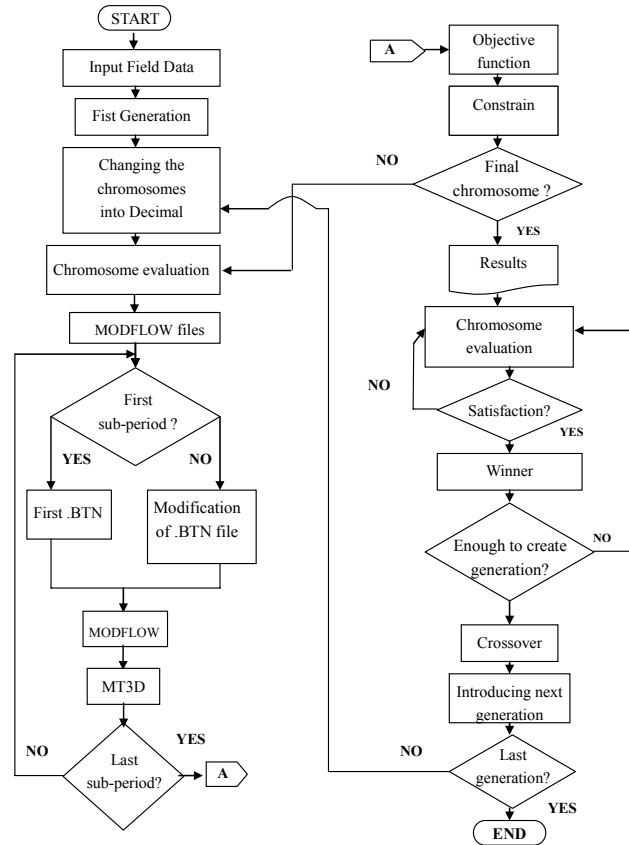 START
Input Field Data
Fist Generation
Changing the
chromosomes
into Decimal
Chromosome evaluation
MODFLOW files
First
sub-period ?
YES
NO
First .BTN
Modification
of .BTN file
MODFLOW
MT3D
Last
sub-period?
NO
YES
A
A
Objective
function
Constrain
Final
chromosome ?
NO
YES
Results
Chromosome
evaluation
NO
Satisfaction?
YES
Winner
Enough to create
generation?
NO
Crossover
Introducing next
generation
Last
generation?
NO
YES
END